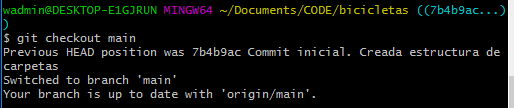 wadmin@DESKTOP-E1GJRUN MINGW64 ~/Documents/CODE/bicicletas ((7b4b9ac...)
)
$ git checkout main
Previous HEAD position was 7b4b9ac Commit inicial. Creada estructura de
carpetas
Switched to branch 'main'
Your branch is up to date with 'origin/main'.